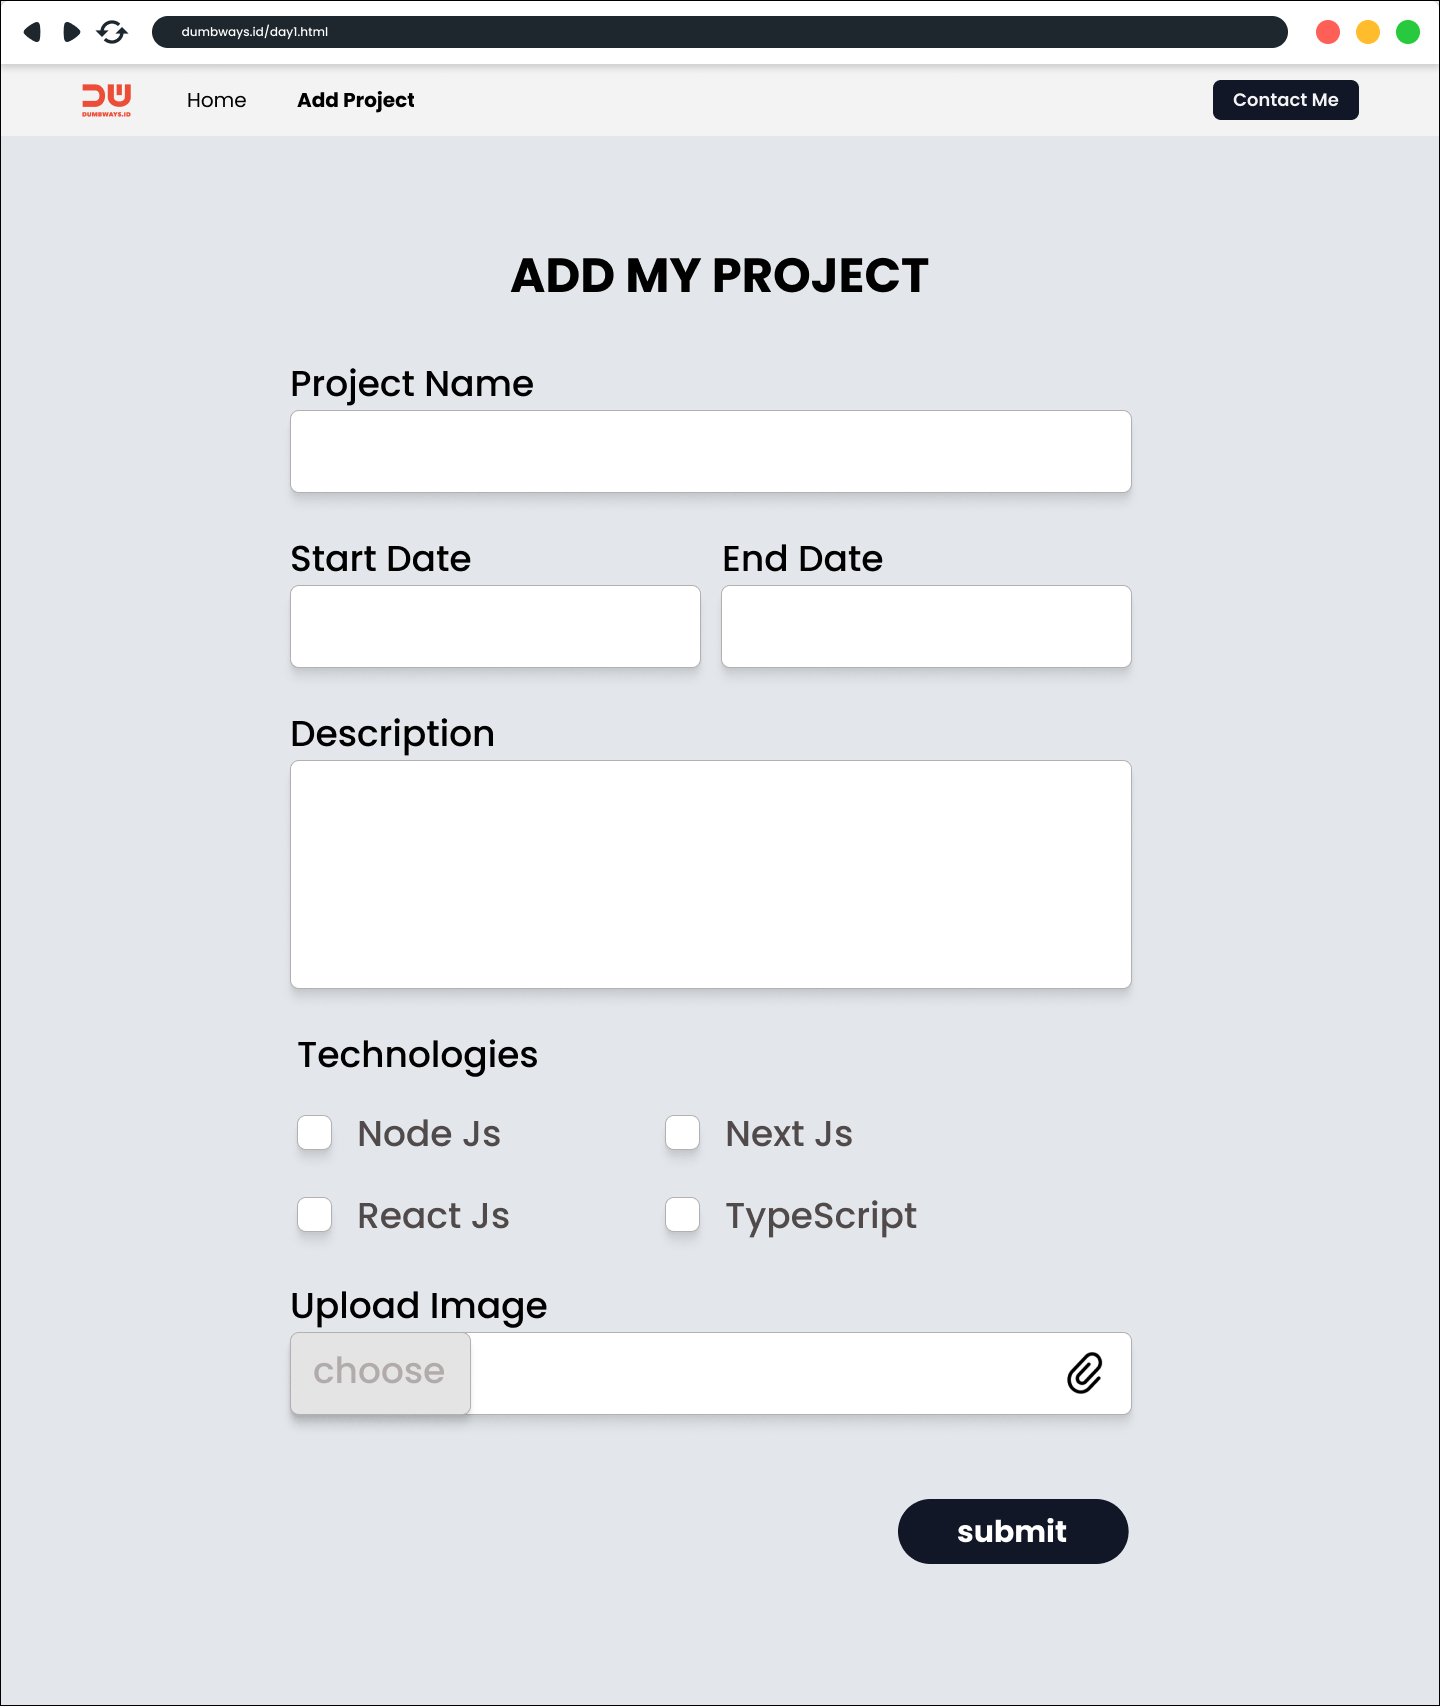 dumbways.id/day1.html
DW
DUMBWAYS.ID
Home
Add Project
Contact Me
ADD MY PROJECT
Project Name
Start Date
End Date
Description
Technologies
Node Js
Next Js
React Js
TypeScript
Upload Image
choose
submit